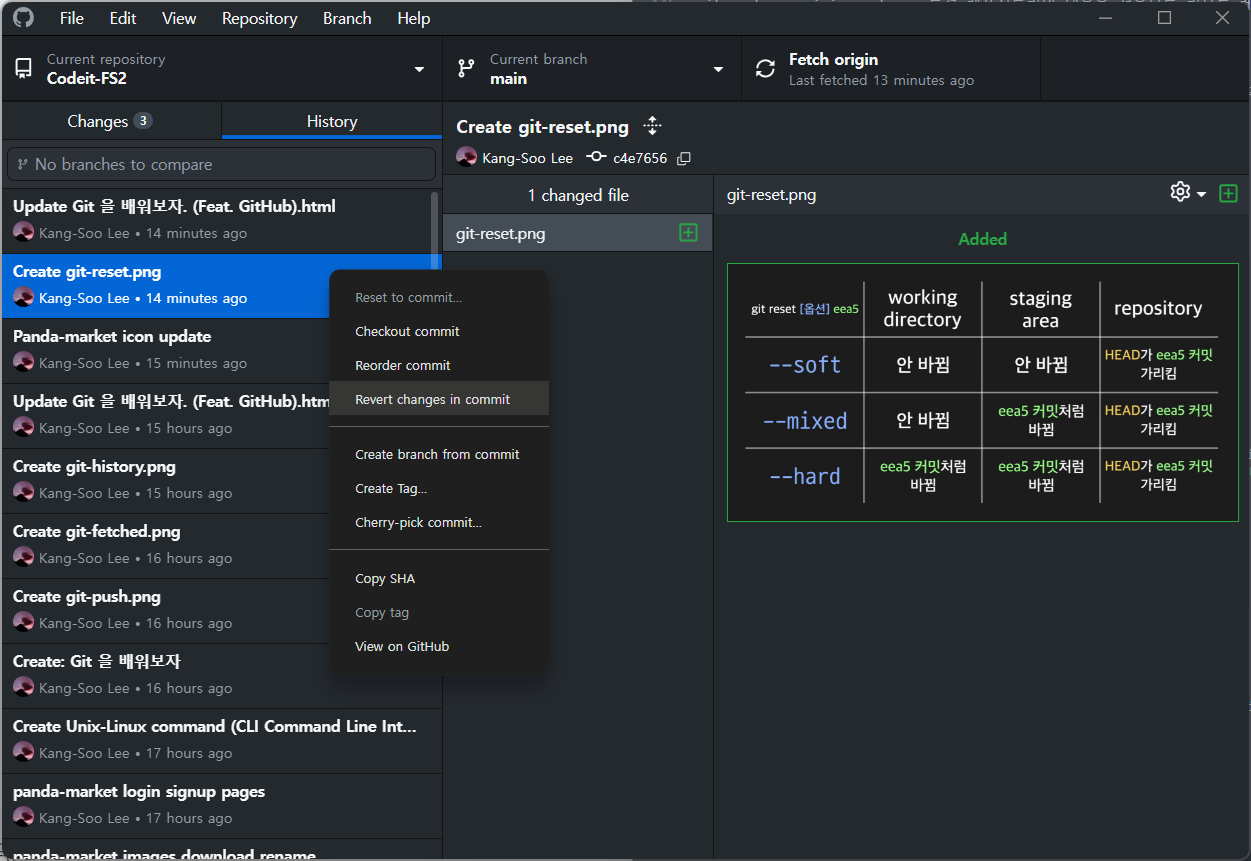 File Edit View Repository Branch Help
Current repository
Codeit-FS2
Current branch
main
Fetch origin
Last fetched 13 minutes ago
Changes 3
History
No branches to compare
Update Git 을 배워보자. (Feat. GitHub).html
Kang-Soo Lee • 14 minutes ago
Create git-reset.png
Kang-Soo Lee • 14 minutes ago
Panda-market icon update
Kang-Soo Lee • 15 minutes ago
Update Git 을 배워보자. (Feat. GitHub).htm
Kang-Soo Lee • 15 hours ago
Create git-history.png
Kang-Soo Lee • 15 hours ago
Create git-fetched.png
Kang-Soo Lee • 16 hours ago
Create git-push.png
Kang-Soo Lee • 16 hours ago
Create: Git 을 배워보자
Kang-Soo Lee • 16 hours ago
Create Unix-Linux command (CLI Command Line Int...
Kang-Soo Lee • 17 hours ago
panda-market login signup pages
Kang-Soo Lee • 17 hours ago
panda-market images download rename
Reset to commit...
Checkout commit
Reorder commit
Revert changes in commit
Create branch from commit
Create Tag...
Cherry-pick commit...
Copy SHA
Copy tag
View on GitHub
Create git-reset.png
Kang-Soo Lee c4e7656
1 changed file
git-reset.png
git-reset.png
Added
git reset [옵션] eea5
working
directory
staging
area
repository
--soft
안 바뀜
안 바뀜
HEAD가 eea5 커밋
가리킴
--mixed
안 바뀜
eea5 커밋처럼
바뀜
HEAD가 eea5 커밋
가리킴
--hard
eea5 커밋처럼
바뀜
eea5 커밋처럼
바뀜
HEAD가 eea5 커밋
가리킴